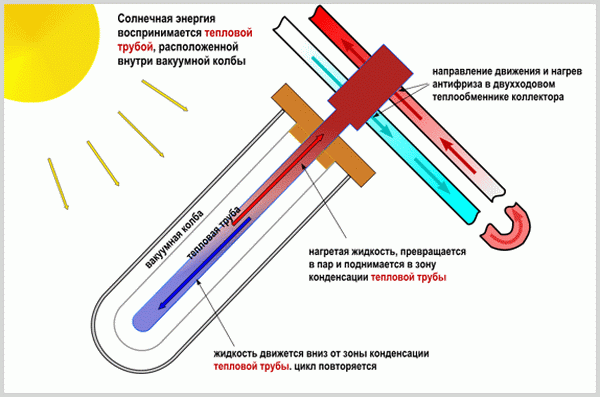 Солнечная энергия
воспринимается тепловой
трубой, расположенной
внутри вакуумной колбы
направление движения и нагрев
антифриза в двухходовом
теплообменнике коллектора
вакуумная колба
тепловая труба
нагретая жидкость, превращается
в пар и поднимается в зону
конденсации тепловой трубы
жидкость движется вниз от зоны конденсации
тепловой трубы. цикл повторяется